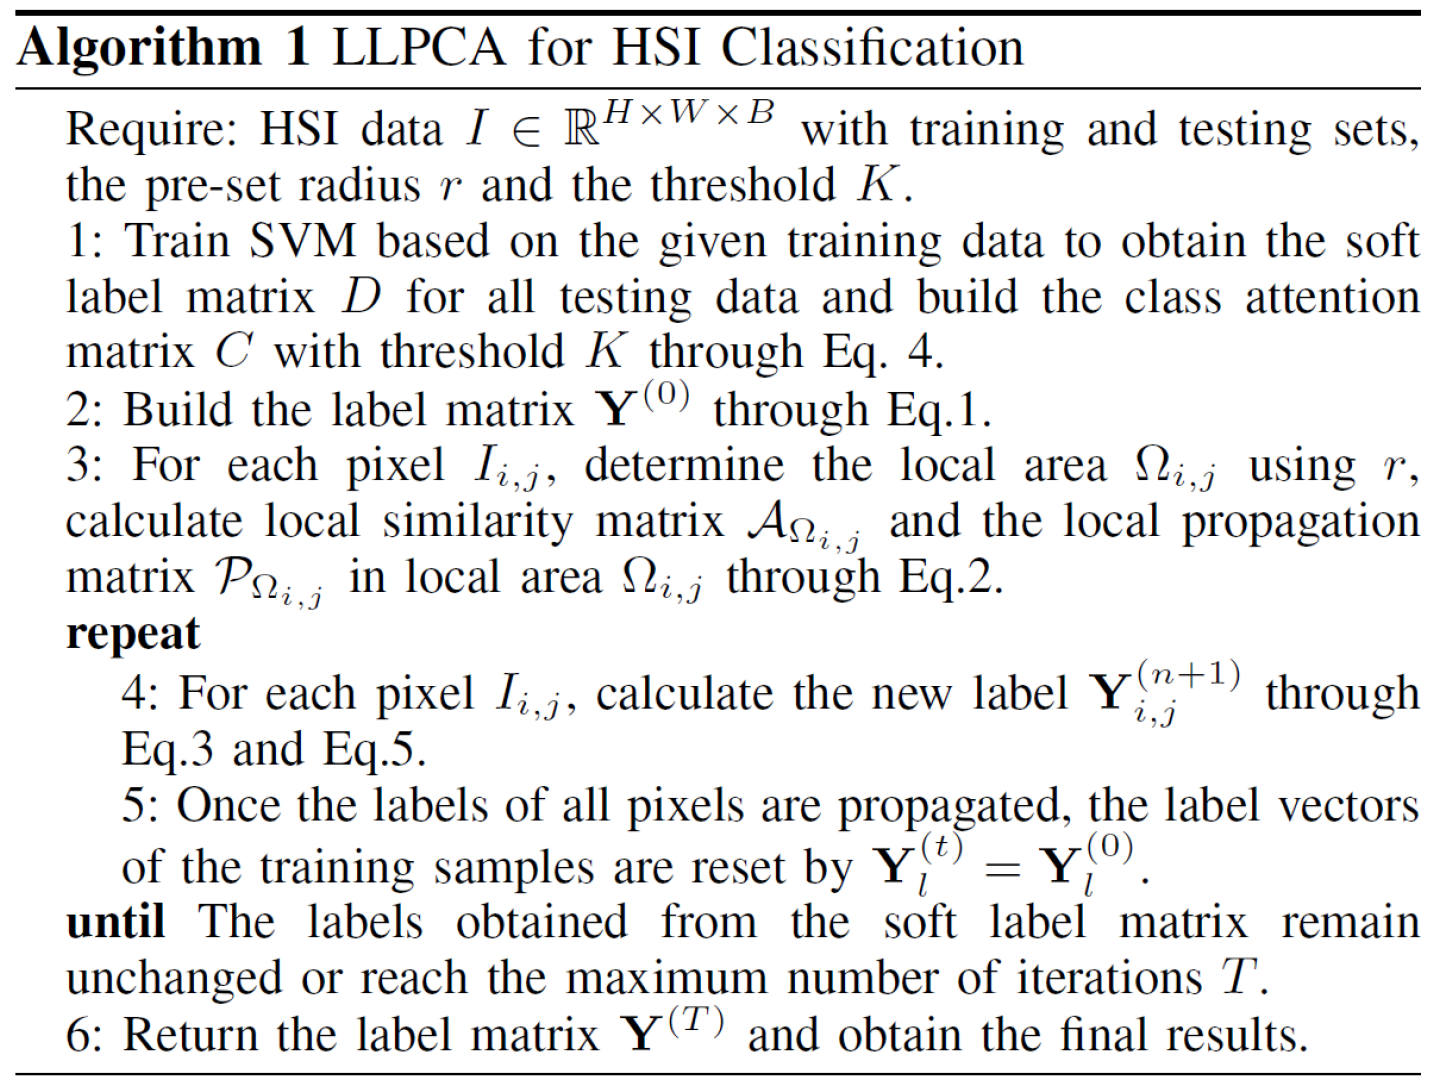 Algorithm 1 LLPCA for HSI Classification
Require: HSI data $I \in \mathbb{R}^{H \times W \times B}$ with training and testing sets,
the pre-set radius $r$ and the threshold $K$.
1: Train SVM based on the given training data to obtain the soft
label matrix $D$ for all testing data and build the class attention
matrix $C$ with threshold $K$ through Eq. 4.
2: Build the label matrix $\mathbf{Y}^{(0)}$ through Eq.1.
3: For each pixel $I_{i,j}$, determine the local area $\Omega_{i,j}$ using $r$,
calculate local similarity matrix $\mathcal{A}_{\Omega_{i,j}}$ and the local propagation
matrix $\mathcal{P}_{\Omega_{i,j}}$ in local area $\Omega_{i,j}$ through Eq.2.
repeat
4: For each pixel $I_{i,j}$, calculate the new label $\mathbf{Y}_{i,j}^{(n+1)}$ through
Eq.3 and Eq.5.
5: Once the labels of all pixels are propagated, the label vectors
of the training samples are reset by $\mathbf{Y}_{l}^{(t)} = \mathbf{Y}_{l}^{(0)}$.
until The labels obtained from the soft label matrix remain
unchanged or reach the maximum number of iterations $T$.
6: Return the label matrix $\mathbf{Y}^{(T)}$ and obtain the final results.